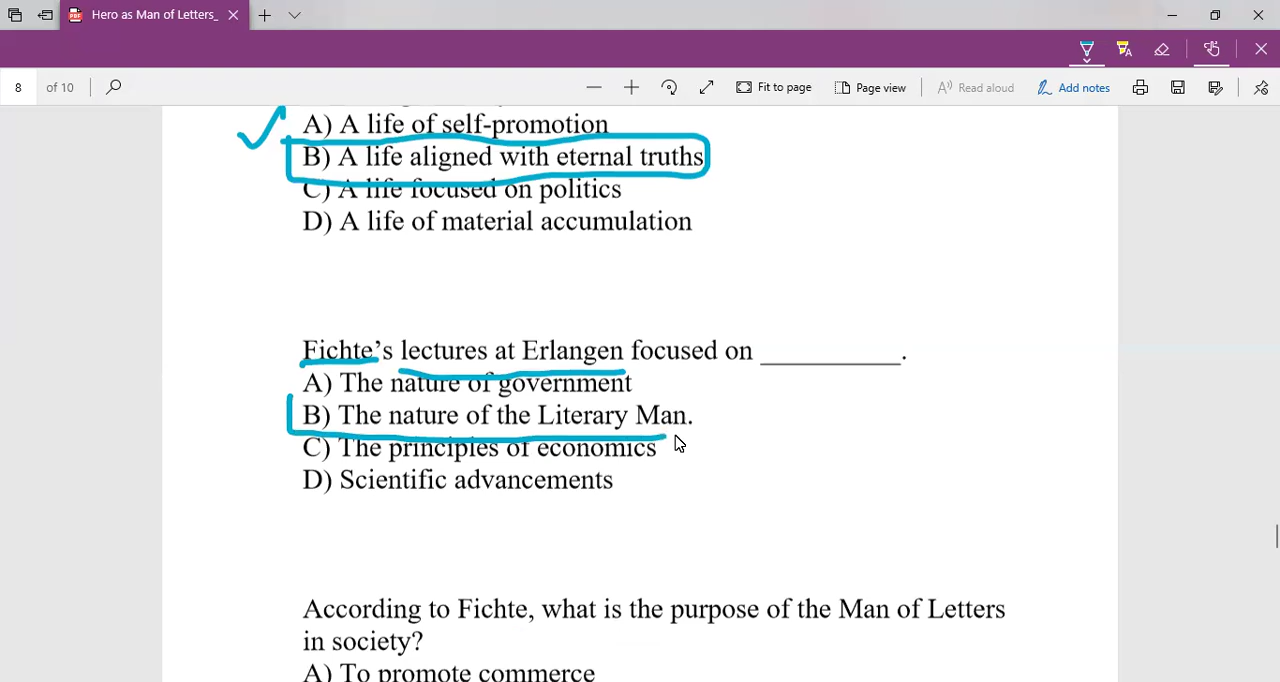 Hero as Man of Letters_
8 of 10
Fit to page
Page view
Read aloud
Add notes
A) A life of self-promotion
B) A life aligned with eternal truths
C) A life focused on politics
D) A life of material accumulation
Fichte’s lectures at Erlangen focused on __________.
A) The nature of government
B) The nature of the Literary Man.
C) The principles of economics
D) Scientific advancements
According to Fichte, what is the purpose of the Man of Letters
in society?
A) To promote commerce